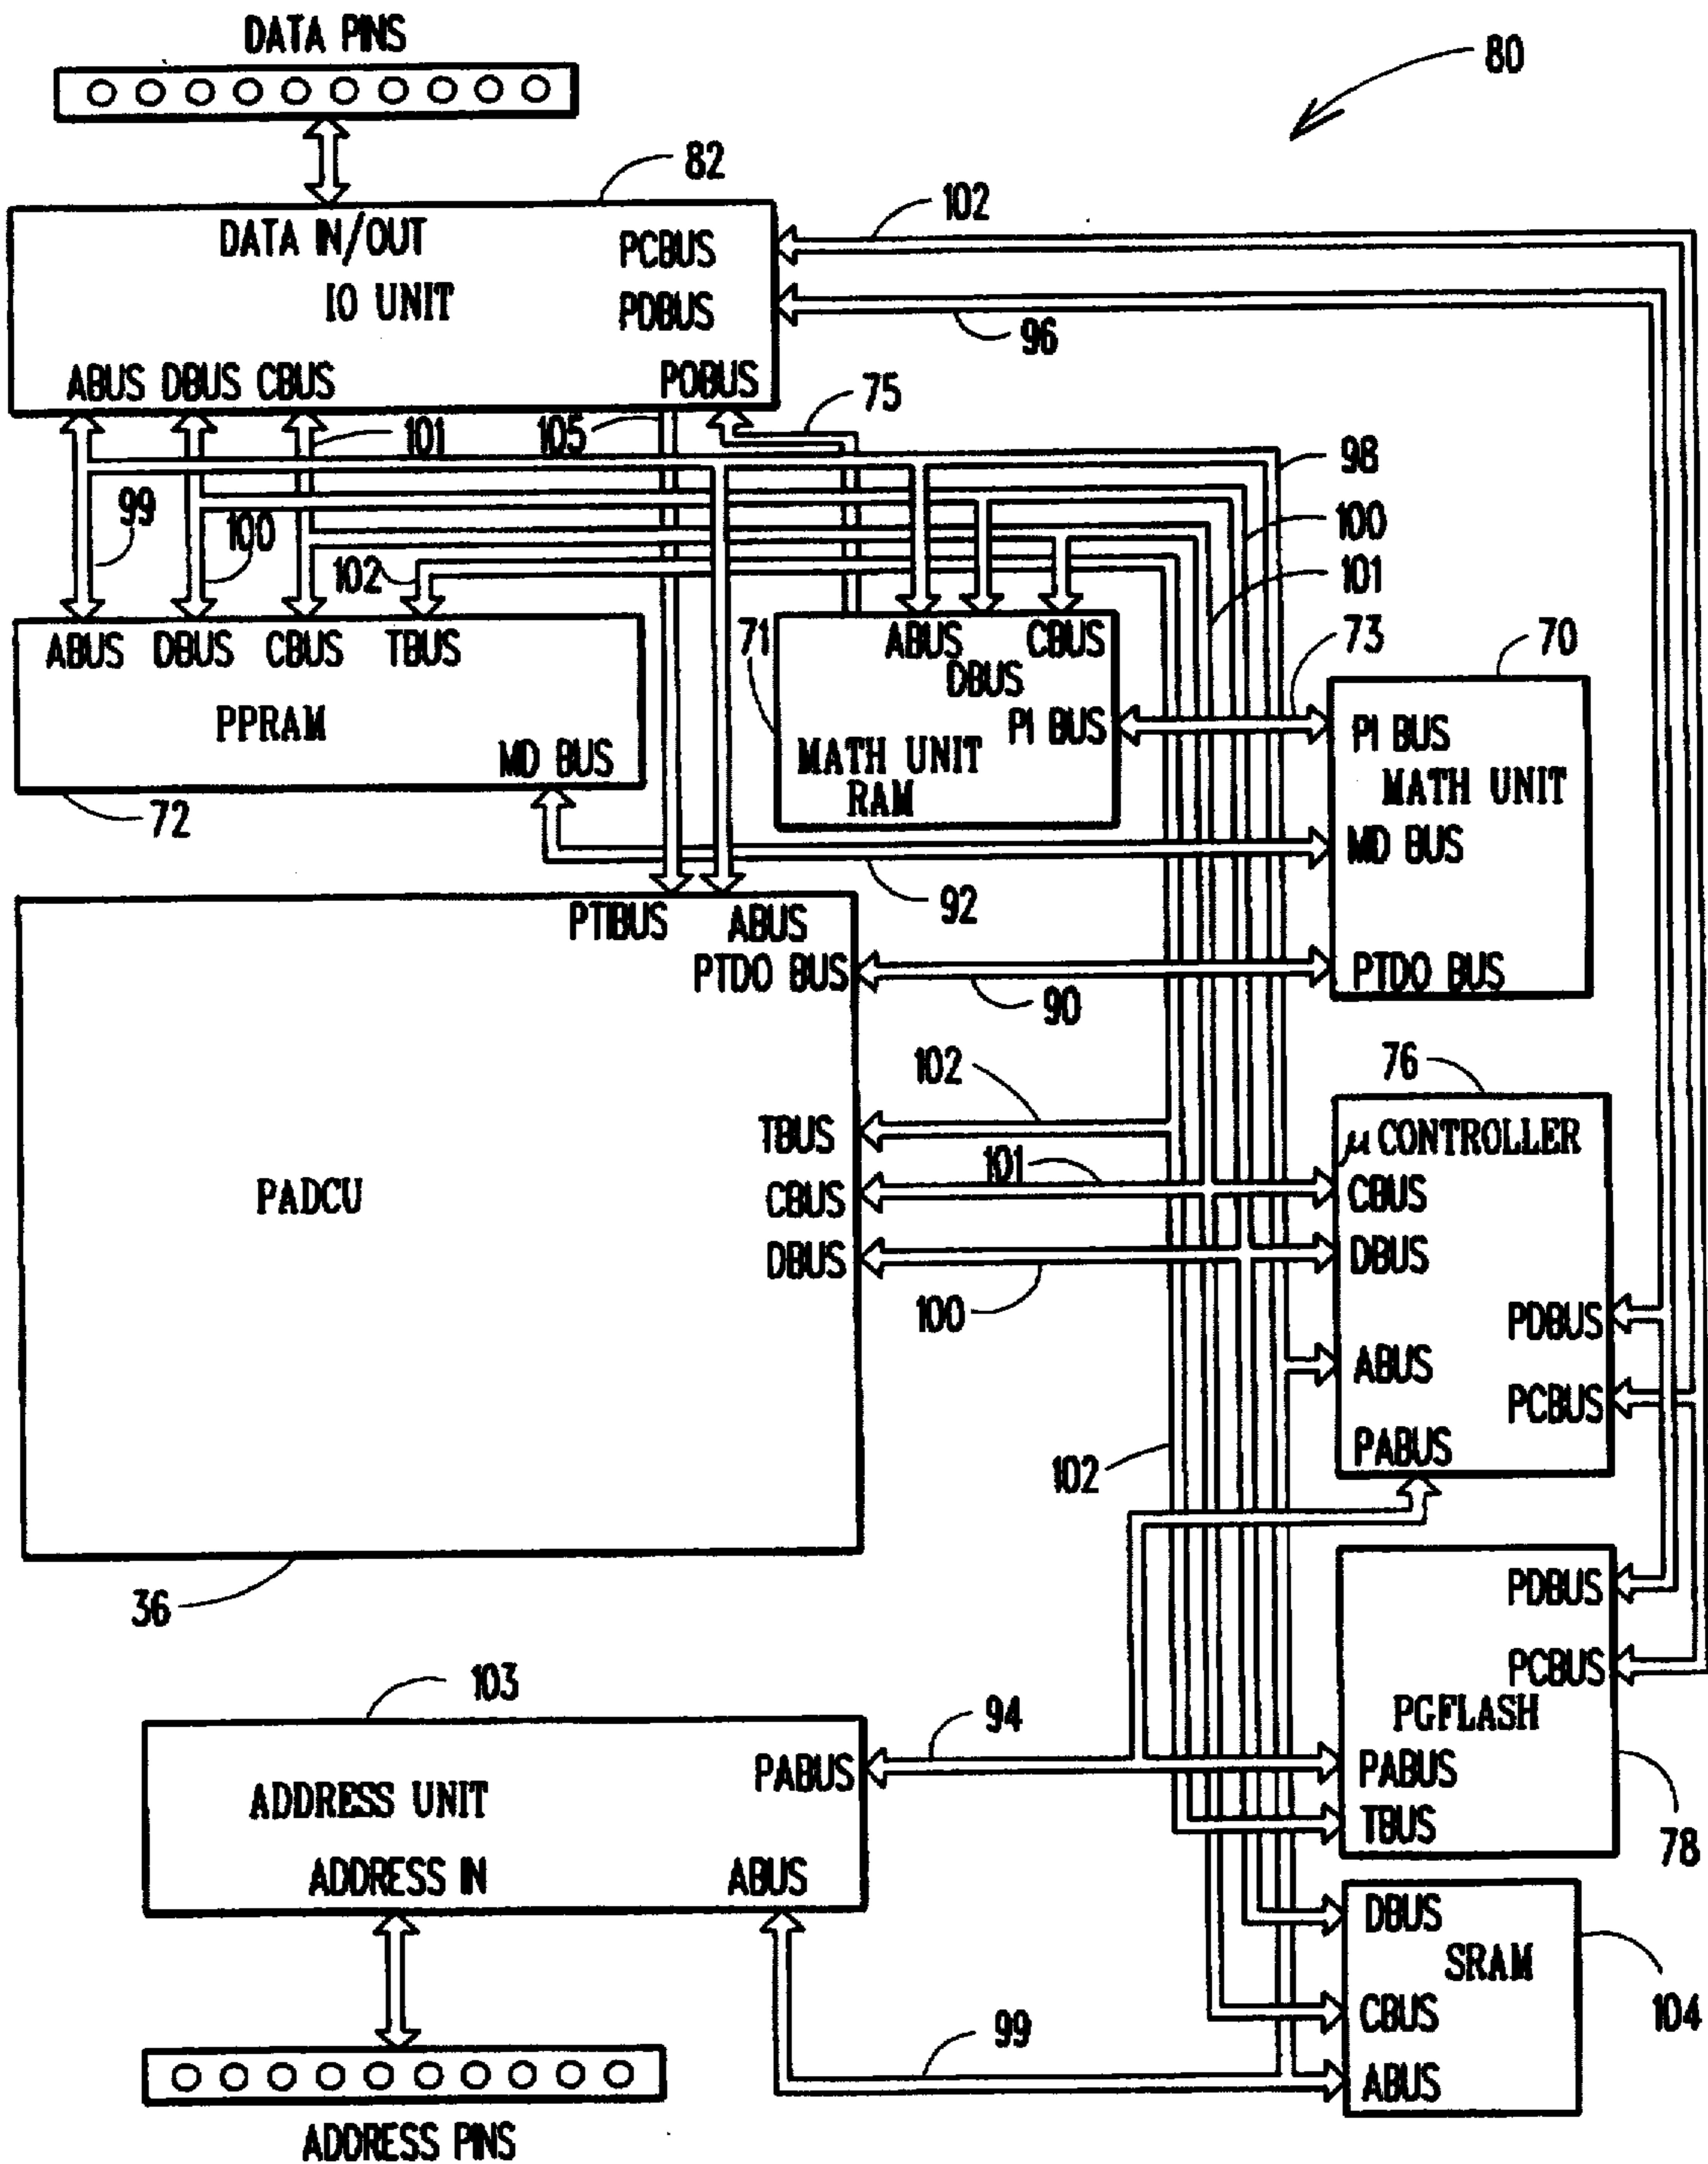 DATA PINS
80
82
DATA IN/OUT
IO UNIT
PCBUS
PDBUS
POBUS
ABUS DBUS CBUS
102
96
75
105
101
98
99
100
102
100
101
ABUS DBUS CBUS TBUS
PPRAM
MD BUS
72
71
ABUS
CBUS
DBUS
PI BUS
MATH UNIT
RAM
73
70
PI BUS
MATH UNIT
MD BUS
PTDO BUS
92
PTIBUS ABUS
PTDO BUS
90
PADCU
TBUS
CBUS
DBUS
36
102
101
100
76
μ CONTROLLER
CBUS
DBUS
PDBUS
ABUS
PCBUS
PABUS
102
PDBUS
PCBUS
PGFLASH
PABUS
TBUS
78
103
94
PABUS
ADDRESS UNIT
ADDRESS IN
ABUS
DBUS
SRAM
CBUS
ABUS
104
99
ADDRESS PINS